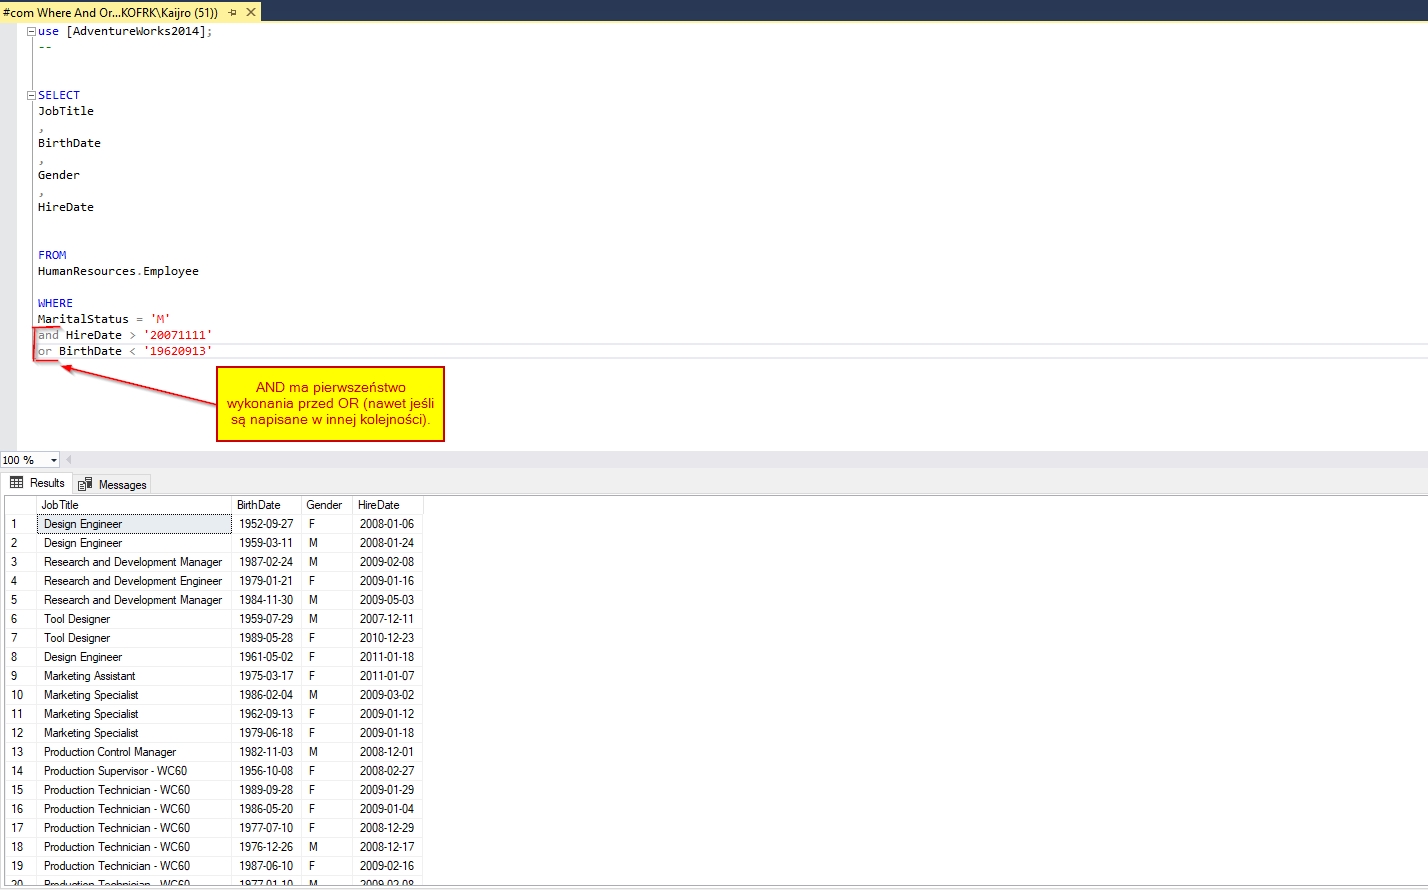 #com Where And Or...KOFRK\Kaijro (51))
use [AdventureWorks2014];
--
SELECT
JobTitle
,
BirthDate
,
Gender
,
HireDate
FROM
HumanResources.Employee
WHERE
MaritalStatus = 'M'
and HireDate > '20071111'
or BirthDate < '19620913'
AND ma pierwszeństwo
wykonania przed OR (nawet jeśli
są napisane w innej kolejności).
100 %
Results Messages
JobTitle BirthDate Gender HireDate
1 Design Engineer 1952-09-27 F 2008-01-06
2 Design Engineer 1959-03-11 M 2008-01-24
3 Research and Development Manager 1987-02-24 M 2009-02-08
4 Research and Development Engineer 1979-01-21 F 2009-01-16
5 Research and Development Manager 1984-11-30 M 2009-05-03
6 Tool Designer 1959-07-29 M 2007-12-11
7 Tool Designer 1989-05-28 F 2010-12-23
8 Design Engineer 1961-05-02 F 2011-01-18
9 Marketing Assistant 1975-03-17 F 2011-01-07
10 Marketing Specialist 1986-02-04 M 2009-03-02
11 Marketing Specialist 1962-09-13 F 2009-01-12
12 Marketing Specialist 1979-06-18 F 2009-01-18
13 Production Control Manager 1982-11-03 M 2008-12-01
14 Production Supervisor - WC60 1956-10-08 F 2008-02-27
15 Production Technician - WC60 1989-09-28 F 2009-01-29
16 Production Technician - WC60 1986-05-20 F 2009-01-04
17 Production Technician - WC60 1977-07-10 F 2008-12-29
18 Production Technician - WC60 1976-12-26 M 2008-12-17
19 Production Technician - WC60 1987-06-10 F 2009-02-16
20 Production Technician - WC60 1977-01-10 M 2009-02-08